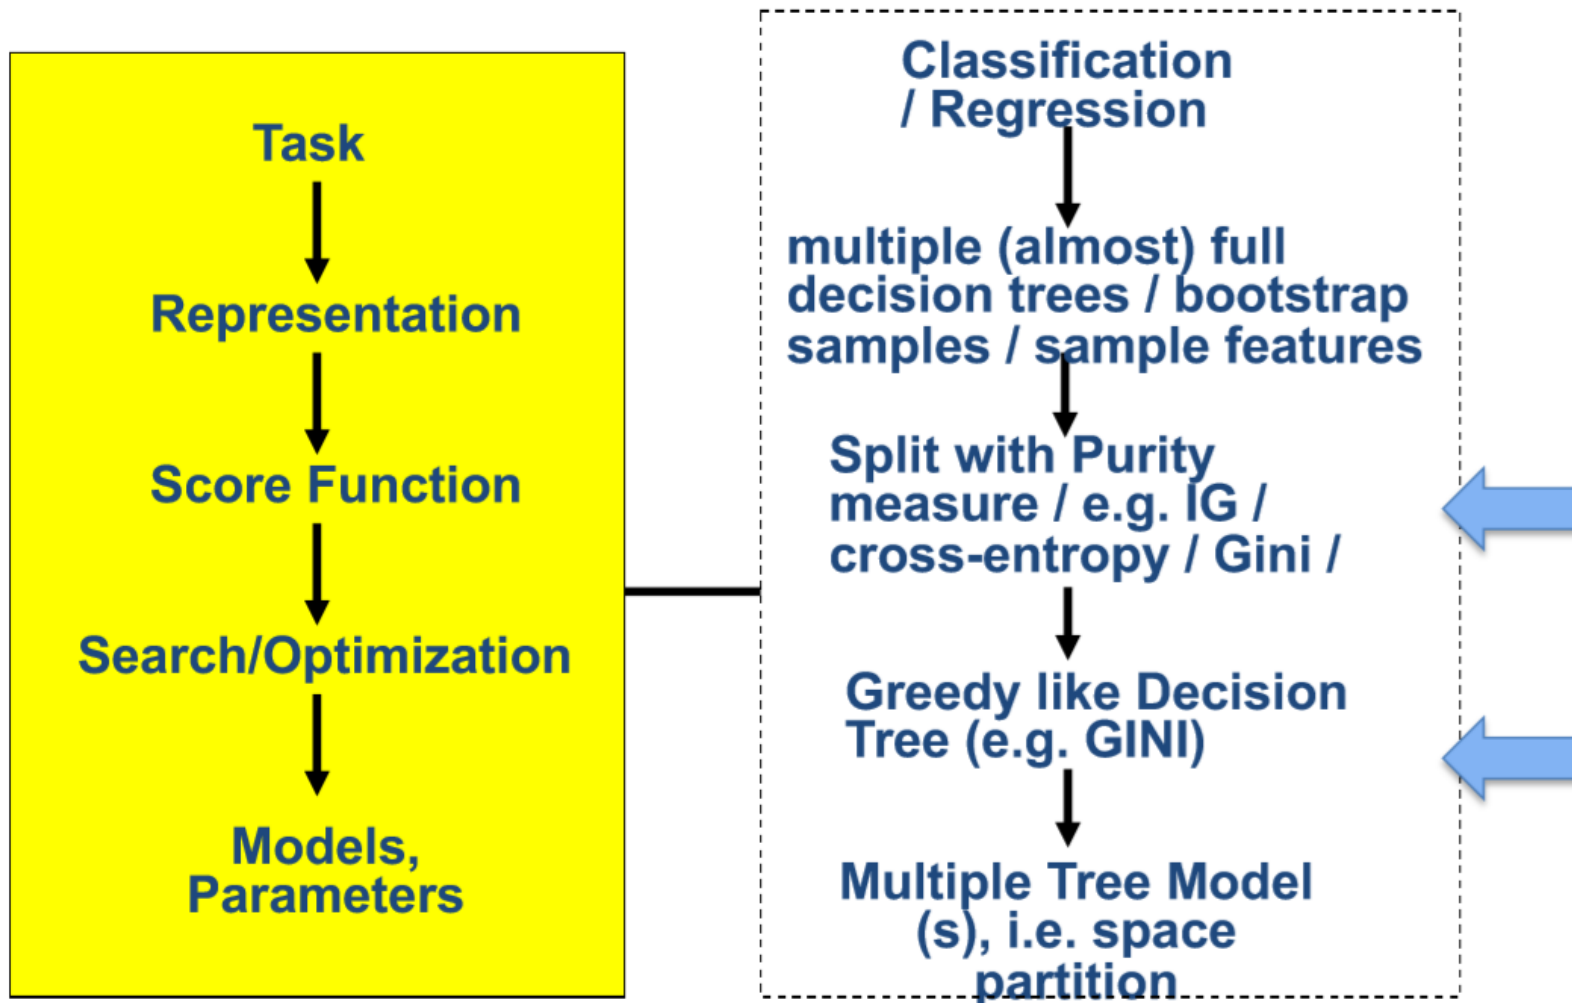 Task
Representation
Score Function
Search/Optimization
Models,
Parameters
Classification
/ Regression
multiple (almost) full
decision trees / bootstrap
samples / sample features
Split with Purity
measure / e.g. IG /
cross-entropy / Gini /
Greedy like Decision
Tree (e.g. GINI)
Multiple Tree Model
(s), i.e. space
partition